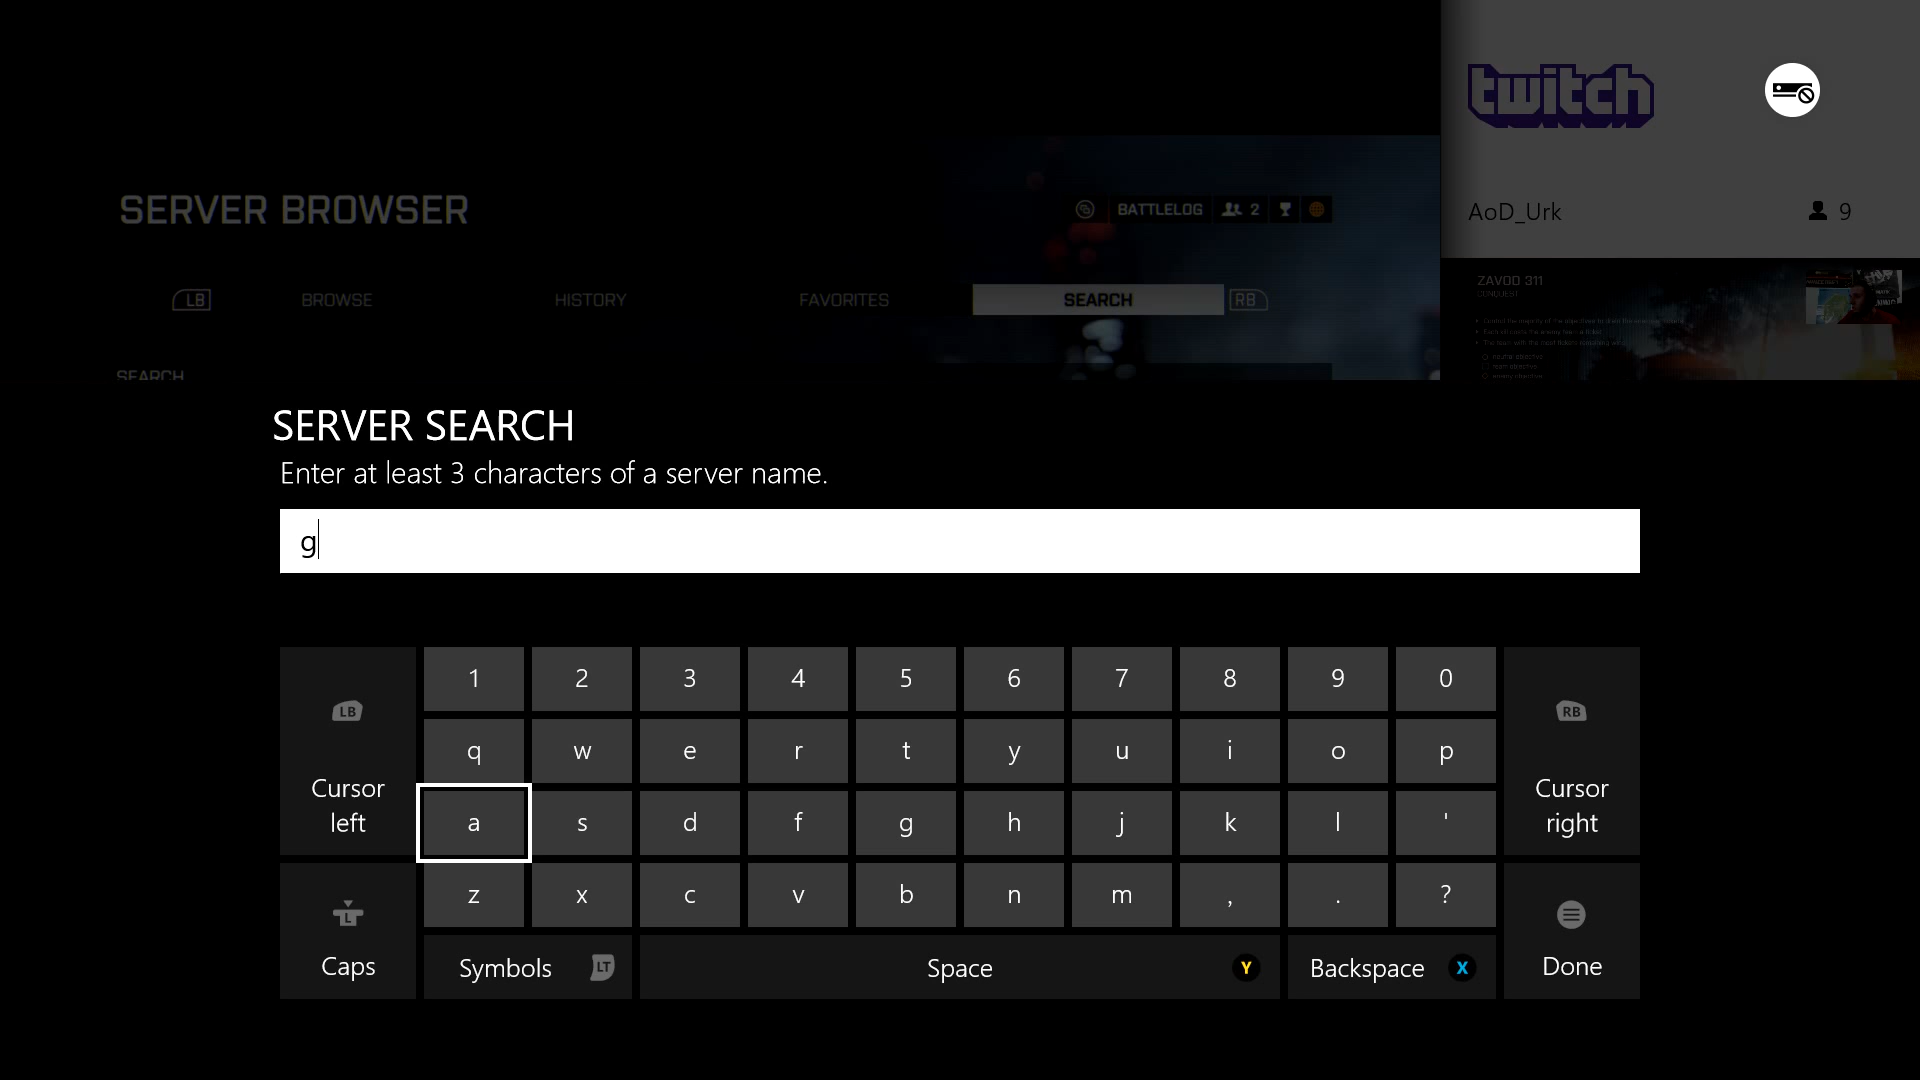 twitch
SERVER BROWSER
BATTLELOG 2
AoD_Urk 9
LB BROWSE HISTORY FAVORITES SEARCH RB
ZAVOD 311
CONQUEST
SEARCH
SERVER SEARCH
Enter at least 3 characters of a server name.
g
1 2 3 4 5 6 7 8 9 0
LB RB
q w e r t y u i o p
Cursor left
Cursor right
a s d f g h j k l '
z x c v b n m , . ?
L
Caps
Symbols LT Space Y Backspace X Done